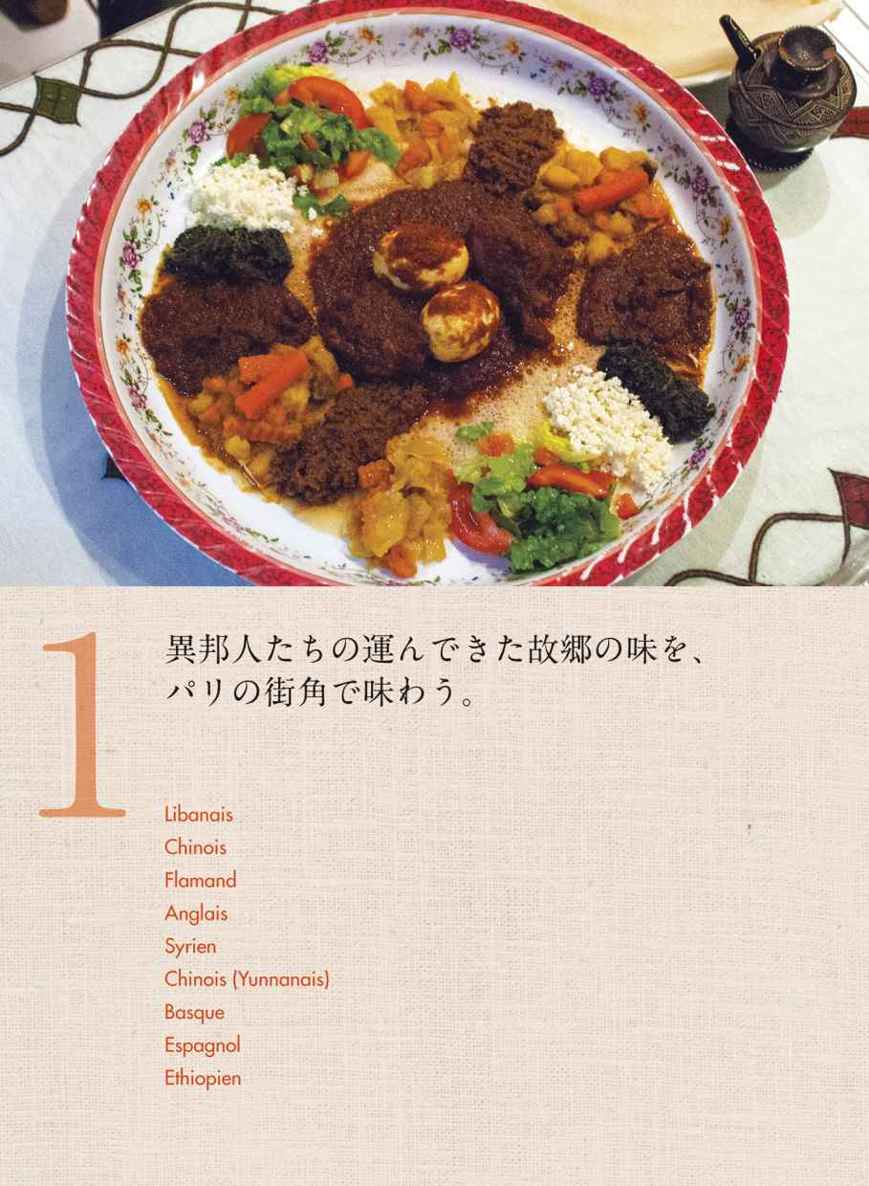 1
異邦人たちの運んできた故郷の味を、
パリの街角で味わう。
Libanais
Chinois
Flamand
Anglais
Syrien
Chinois (Yunnanais)
Basque
Espagnol
Ethiopien